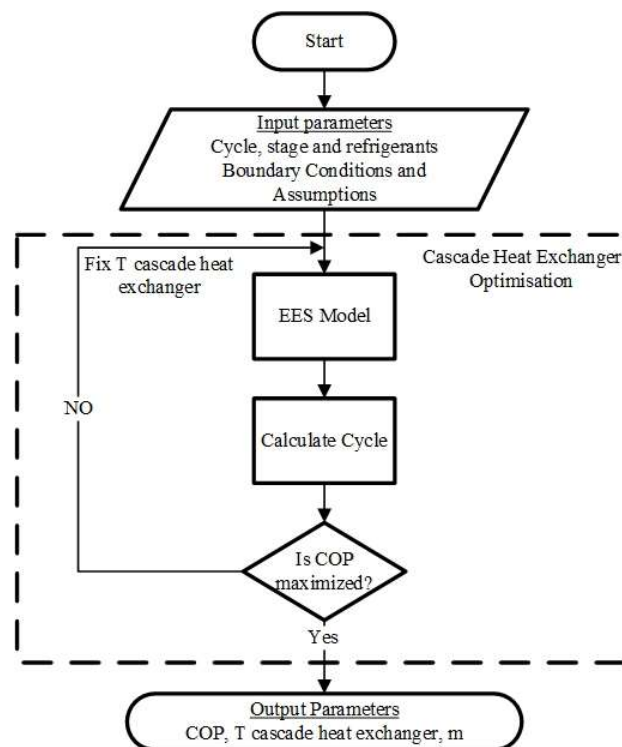 Start
Input parameters
Cycle, stage and refrigerants
Boundary Conditions and
Assumptions
Fix T cascade heat
exchanger
Cascade Heat Exchanger
Optimisation
EES Model
NO
Calculate Cycle
Is COP
maximized?
Yes
Output Parameters
COP, T cascade heat exchanger, m